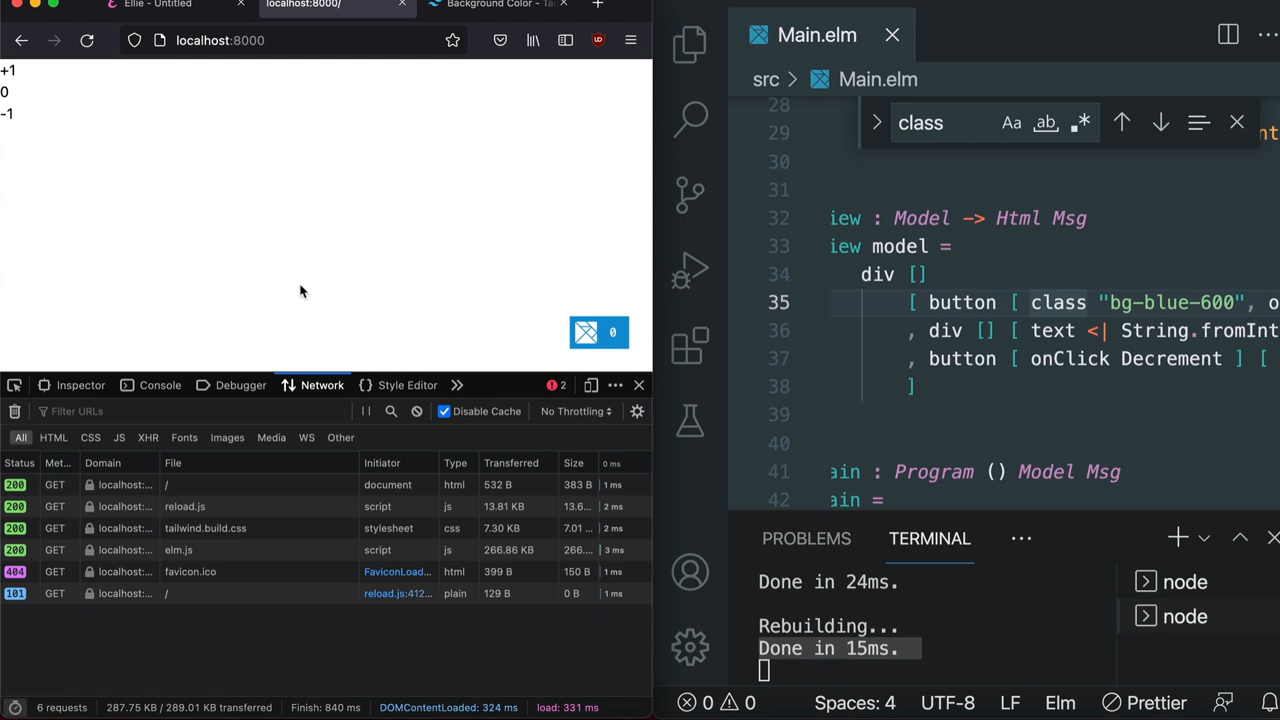 Ellie - Untitled
localhost:8000/
Background Color - Ta
localhost:8000
+1
0
-1
0
Inspector
Console
Debugger
Network
Style Editor
2
Filter URLs
Disable Cache
No Throttling
All
HTML
CSS
JS
XHR
Fonts
Images
Media
WS
Other
Status Met... Domain File Initiator Type Transferred Size 0 ms
200 GET localhost:... / document html 532 B 383 B 1 ms
200 GET localhost:... reload.js script js 13.81 KB 13.6... 2 ms
200 GET localhost:... tailwind.build.css stylesheet css 7.30 KB 7.01 ... 2 ms
200 GET localhost:... elm.js script js 266.86 KB 266.... 3 ms
404 GET localhost:... favicon.ico FaviconLoad... html 399 B 150 B 1 ms
101 GET localhost:... / reload.js:412... plain 129 B 0 B 1 ms
6 requests 287.75 KB / 289.01 KB transferred Finish: 840 ms DOMContentLoaded: 324 ms load: 331 ms
Main.elm
src > Main.elm
class
Aa
ab
28
29 nt
30
31
32 iew : Model -> Html Msg
33 iew model =
34 div []
35 [ button [ class "bg-blue-600", o
36 , div [] [ text <| String.fromInt
37 , button [ onClick Decrement ] [
38 ]
39
40
41 ain : Program () Model Msg
42 ain =
PROBLEMS
TERMINAL
Done in 24ms.
Rebuilding...
Done in 15ms.
node
node
0 0
Spaces: 4
UTF-8
LF
Elm
Prettier